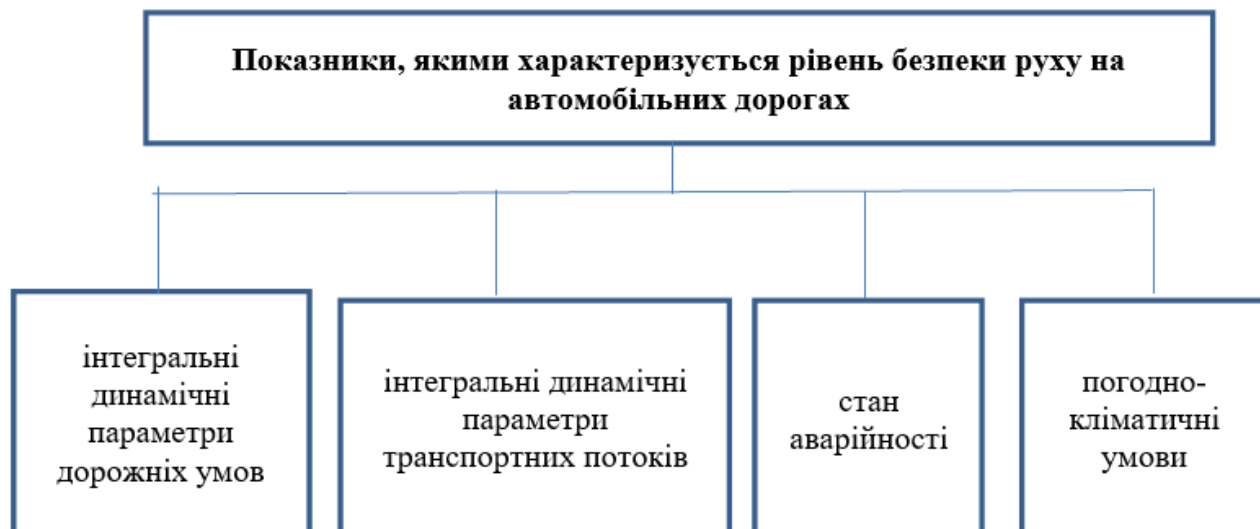 Показники, якими характеризується рівень безпеки руху на
автомобільних дорогах
інтегральні
динамічні
параметри
дорожніх умов
інтегральні динамічні
параметри
транспортних потоків
стан
аварійності
погодно-
кліматичні
умови